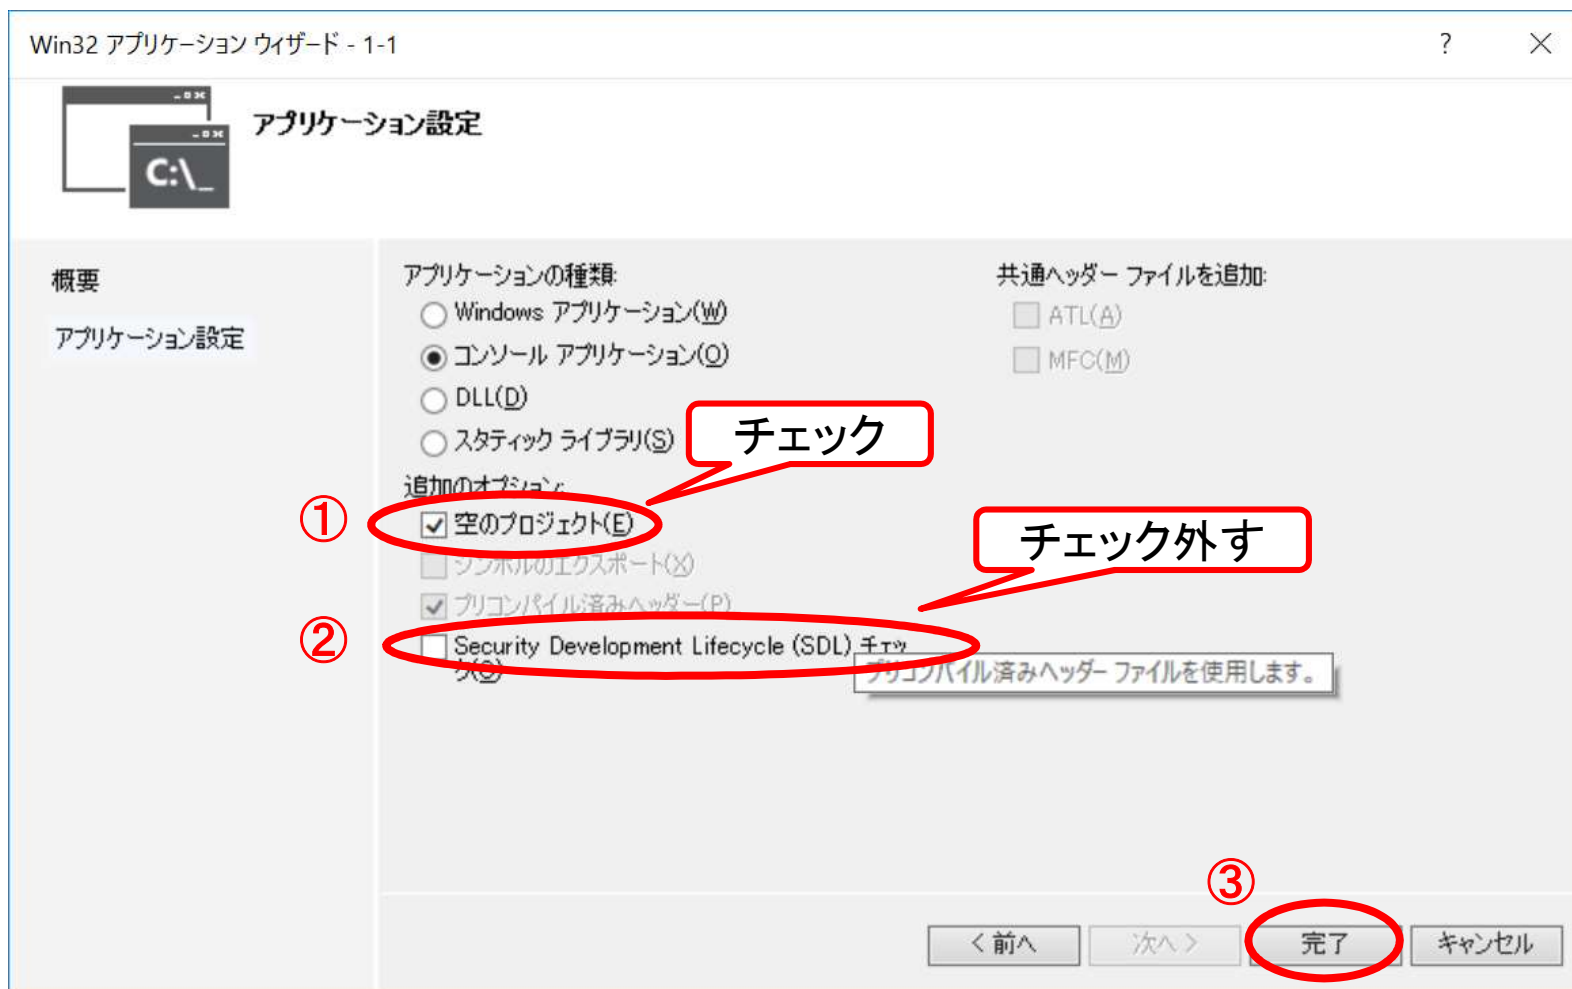 Win32 アプリケーション ウィザード - 1-1
? ×
C:\_
アプリケーション設定
概要
アプリケーション設定
アプリケーションの種類:
Windows アプリケーション(W)
コンソール アプリケーション(O)
DLL(D)
スタティック ライブラリ(S)
共通ヘッダー ファイルを追加:
ATL(A)
MFC(M)
チェック
追加のオプション:
① 空のプロジェクト(E)
チェック外す
シンボルのエクスポート(X)
プリコンパイル済みヘッダー(P)
② Security Development Lifecycle (SDL) チェッ
ク(C)
プリコンパイル済みヘッダー ファイルを使用します。
③
< 前へ 次へ > 完了 キャンセル